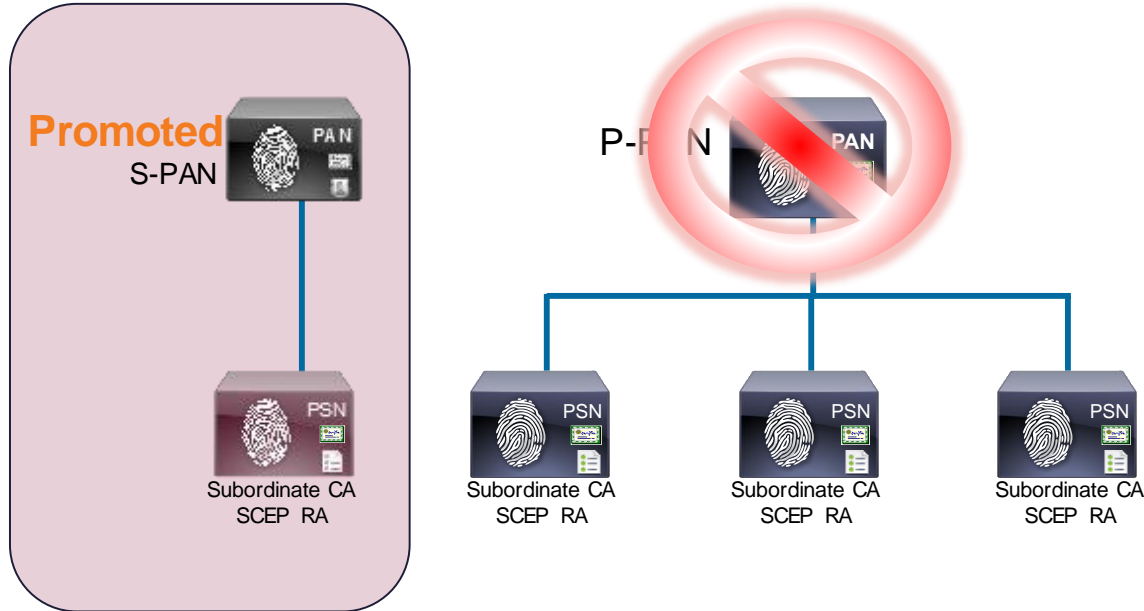 Promoted
S-PAN
PAN
PSN
Subordinate CA
SCEP RA
P-PAN
PAN
PSN
Subordinate CA
SCEP RA
PSN
Subordinate CA
SCEP RA
PSN
Subordinate CA
SCEP RA